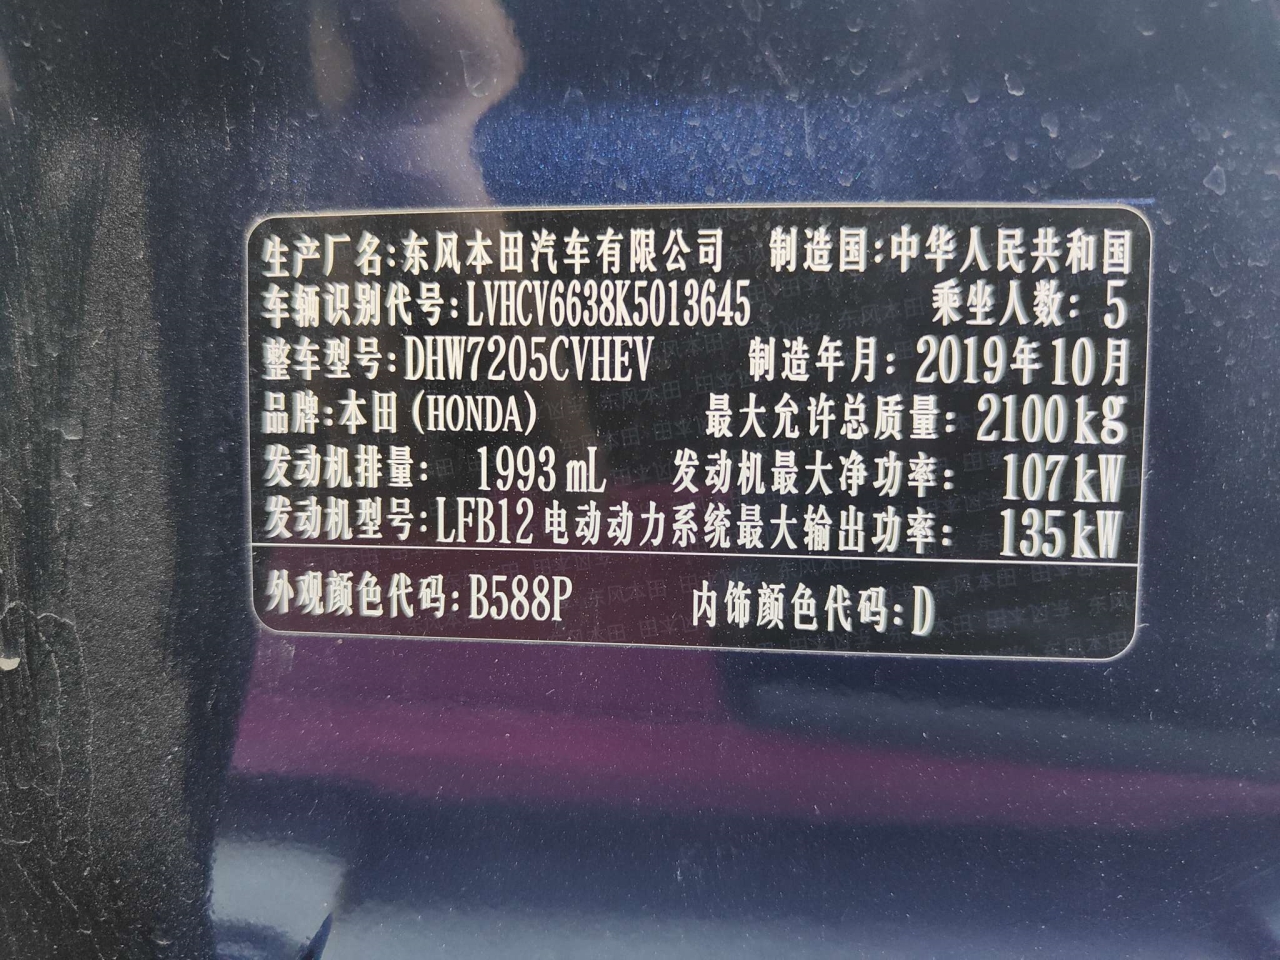 生产厂名:东风本田汽车有限公司 制造国:中华人民共和国
车辆识别代号:LVHCV6638K5013645 乘坐人数: 5
整车型号:DHW7205CVHEV 制造年月: 2019年10月
品牌:本田(HONDA) 最大允许总质量: 2100kg
发动机排量: 1993mL 发动机最大净功率: 107kW
发动机型号:LFB12 电动动力系统最大输出功率: 135kW
外观颜色代码:B588P 内饰颜色代码:D